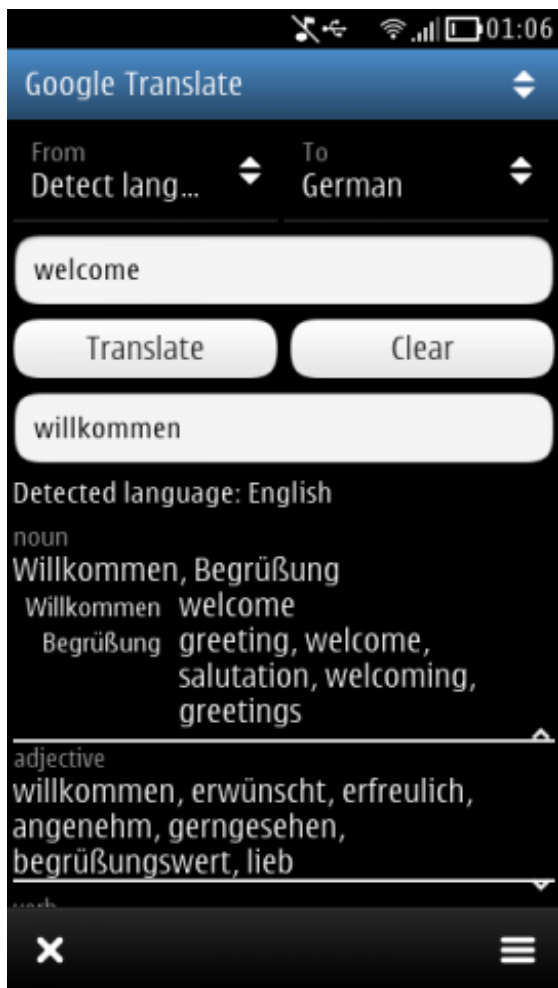 01:06
Google Translate
From
Detect lang...
To
German
welcome
Translate
Clear
willkommen
Detected language: English
noun
Willkommen, Begrüßung
Willkommen welcome
Begrüßung greeting, welcome,
salutation, welcoming,
greetings
adjective
willkommen, erwünscht, erfreulich,
angenehm, gerngesehen,
begrüßungswert, lieb